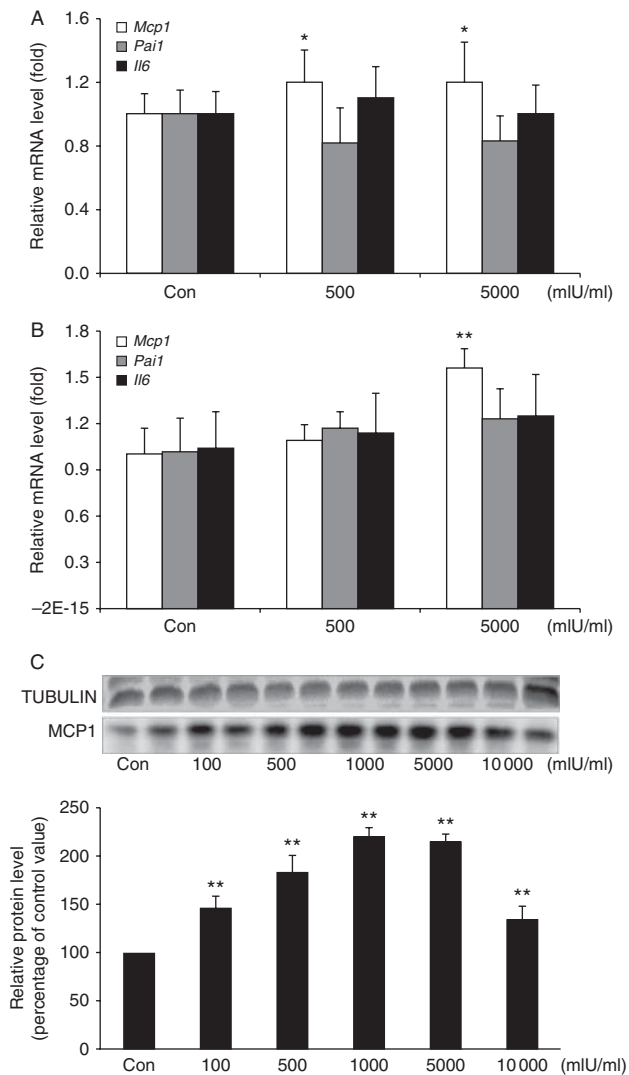 A
Mcp1
Pai1
Il6
Relative mRNA level (fold)
1.6
1.2
0.8
0.4
0.0
*
*
Con 500 5000 (mIU/ml)
B
Mcp1
Pai1
Il6
Relative mRNA level (fold)
1.8
1.5
1.2
0.9
0.6
0.3
−2E-15
**
Con 500 5000 (mIU/ml)
C
TUBULIN
MCP1
Con 100 500 1000 5000 10 000 (mIU/ml)
Relative protein level
(percentage of control value)
250
200
150
100
50
0
** ** ** ** **
Con 100 500 1000 5000 10 000 (mIU/ml)